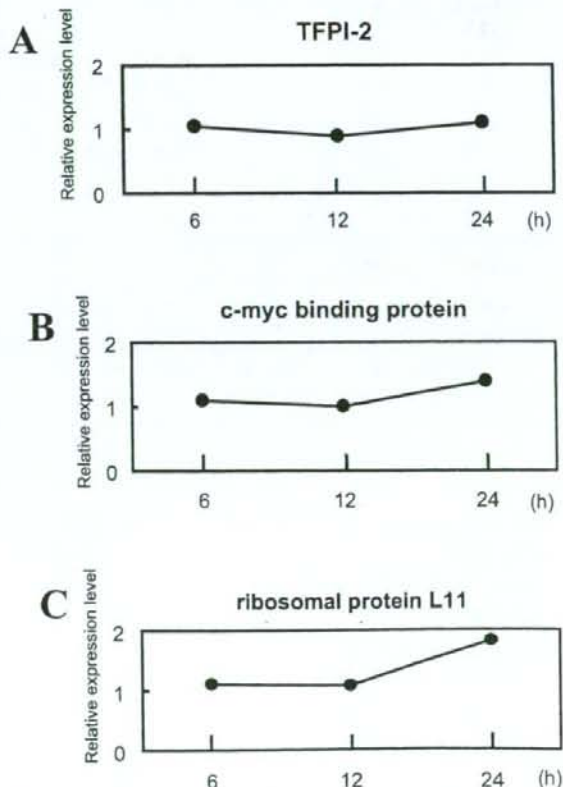 A
TFPI-2
Relative expression level
2
1
0
6 12 24 (h)
B
c-myc binding protein
Relative expression level
2
1
0
6 12 24 (h)
C
ribosomal protein L11
Relative expression level
2
1
0
6 12 24 (h)